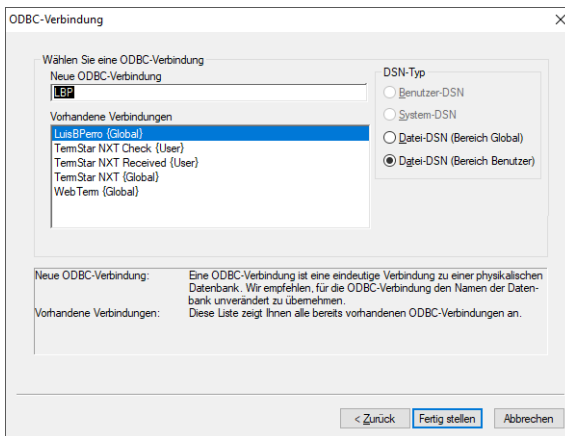 ODBC-Verbindung
Wählen Sie eine ODBC-Verbindung
Neue ODBC-Verbindung
LBP
Vorhandene Verbindungen
LuisBPerro {Global}
TermStar NXT Check {User}
TermStar NXT Received {User}
TermStar NXT {Global}
WebTerm {Global}
DSN-Typ
Benutzer-DSN
System-DSN
Datei-DSN (Bereich Global)
Datei-DSN (Bereich Benutzer)
Neue ODBC-Verbindung: Eine ODBC-Verbindung ist eine eindeutige Verbindung zu einer physikalischen
Datenbank. Wir empfehlen, für die ODBC-Verbindung den Namen der Daten-
bank unverändert zu übernehmen.
Vorhandene Verbindungen: Diese Liste zeigt Ihnen alle bereits vorhandenen ODBC-Verbindungen an.
< Zurück Fertig stellen Abbrechen